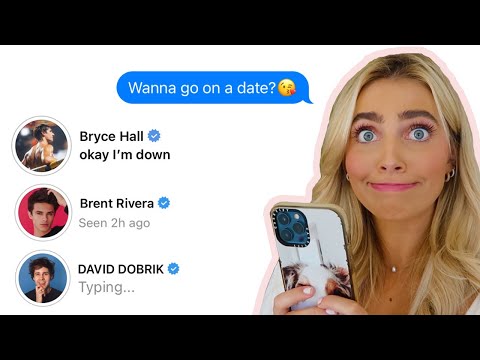 Wanna go on a date?😘
Bryce Hall
okay I'm down
Brent Rivera
Seen 2h ago
DAVID DOBRIK
Typing...